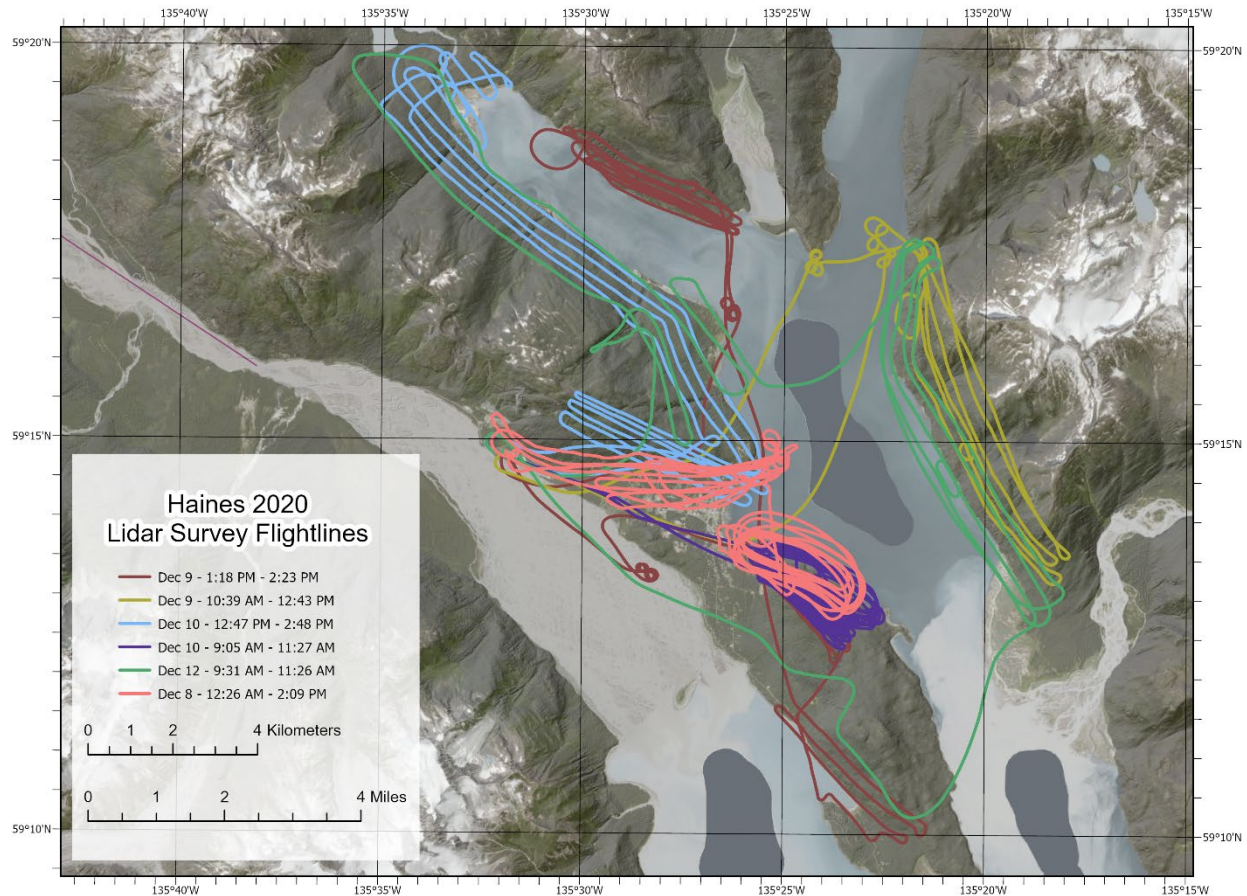 135°40'W 135°35'W 135°30'W 135°25'W 135°20'W 135°15'W
59°20'N 59°20'N
59°15'N 59°15'N
Haines 2020
Lidar Survey Flightlines
Dec 9 - 1:18 PM - 2:23 PM
Dec 9 - 10:39 AM - 12:43 PM
Dec 10 - 12:47 PM - 2:48 PM
Dec 10 - 9:05 AM - 11:27 AM
Dec 12 - 9:31 AM - 11:26 AM
Dec 8 - 12:26 AM - 2:09 PM
0 1 2 4 Kilometers
0 1 2 4 Miles
59°10'N 59°10'N
135°40'W 135°35'W 135°30'W 135°25'W 135°20'W 135°15'W